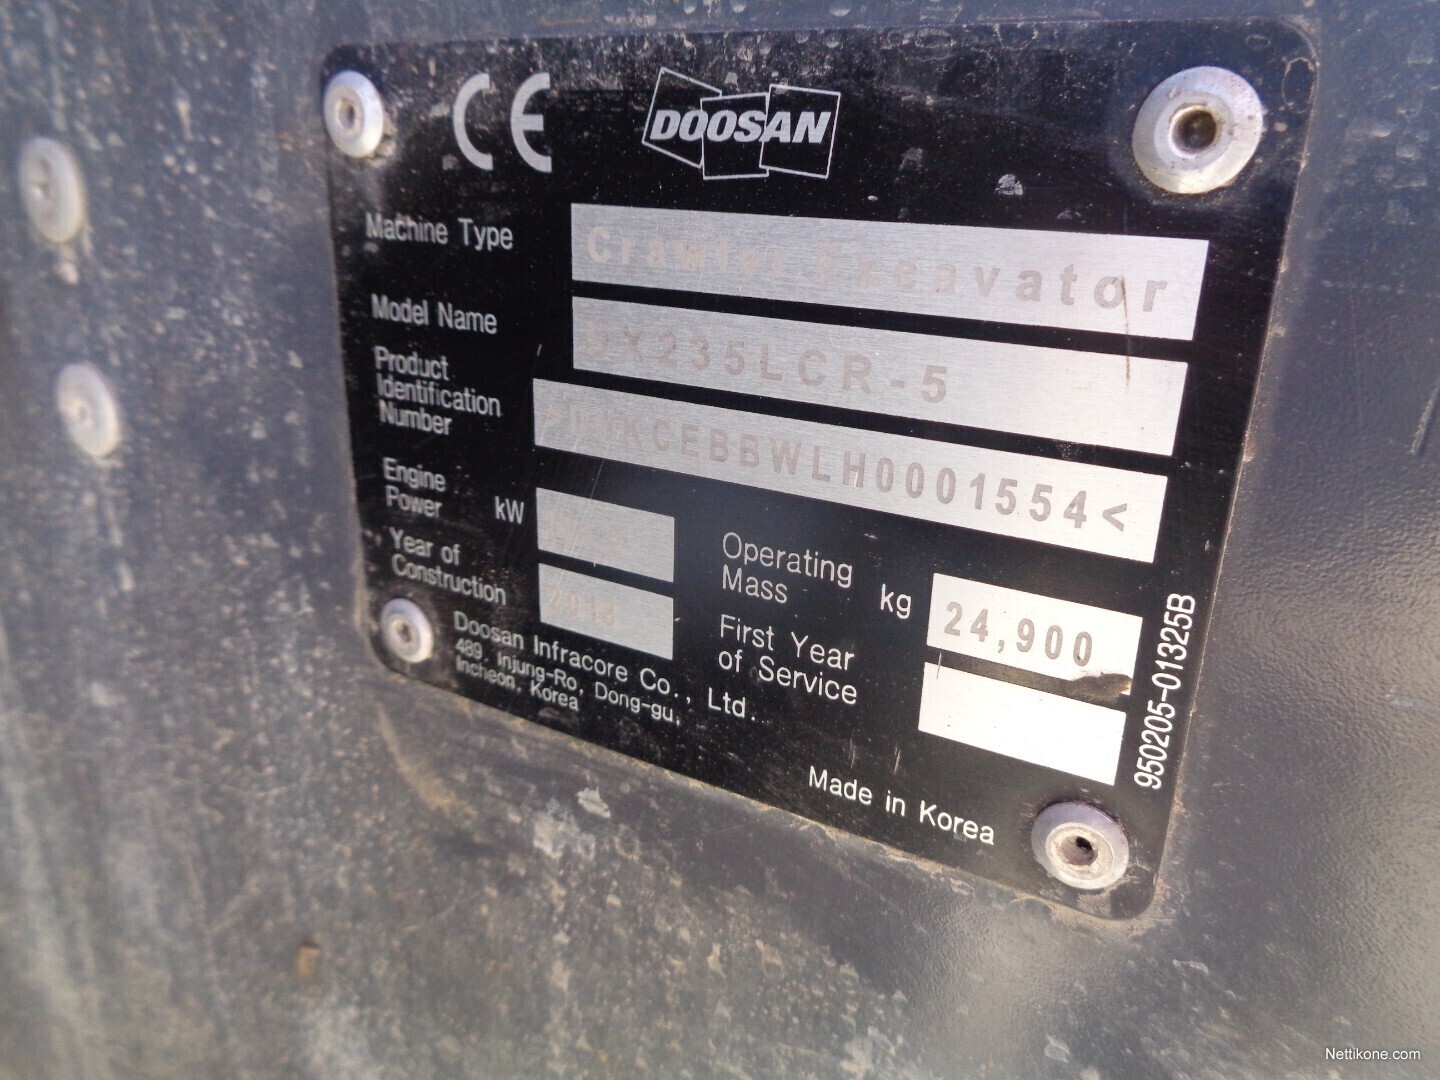 CE
DOOSAN
Machine Type
Crawler Excavator
Model Name
DX235LCR-5
Product
Identification
Number
KCEBBWLH0001554<
Engine
Power kW
Year of
Construction
2018
Operating
Mass kg
24,900
First Year
of Service
Doosan Infracore Co., Ltd.
489, Injung-Ro, Dong-gu,
Incheon, Korea
Made in Korea
950205-01325B
Nettikone.com